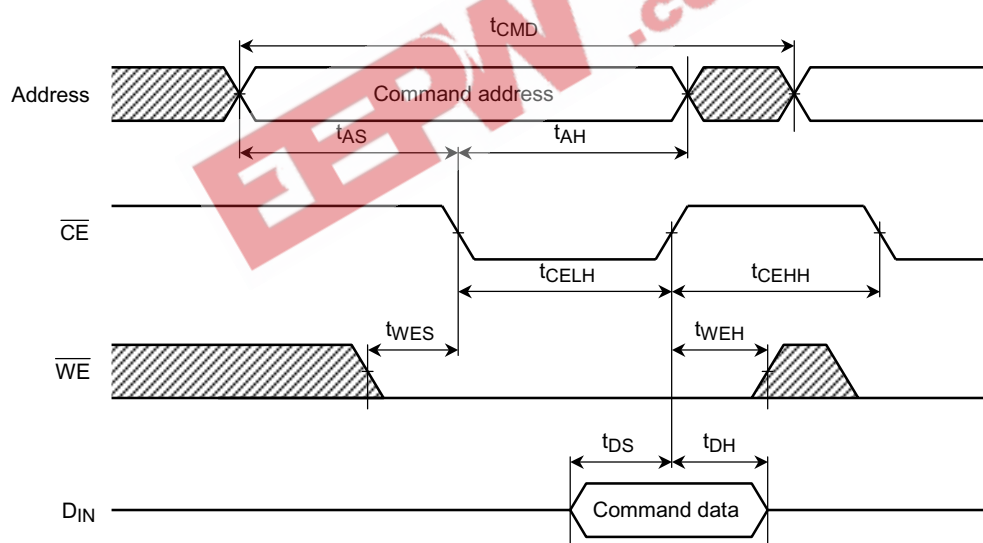 tCMD
Address
Command address
tAS
tAH
CE
tCELH
tCEHH
tWES
tWEH
WE
tDS
tDH
DIN
Command data
EEPW.co